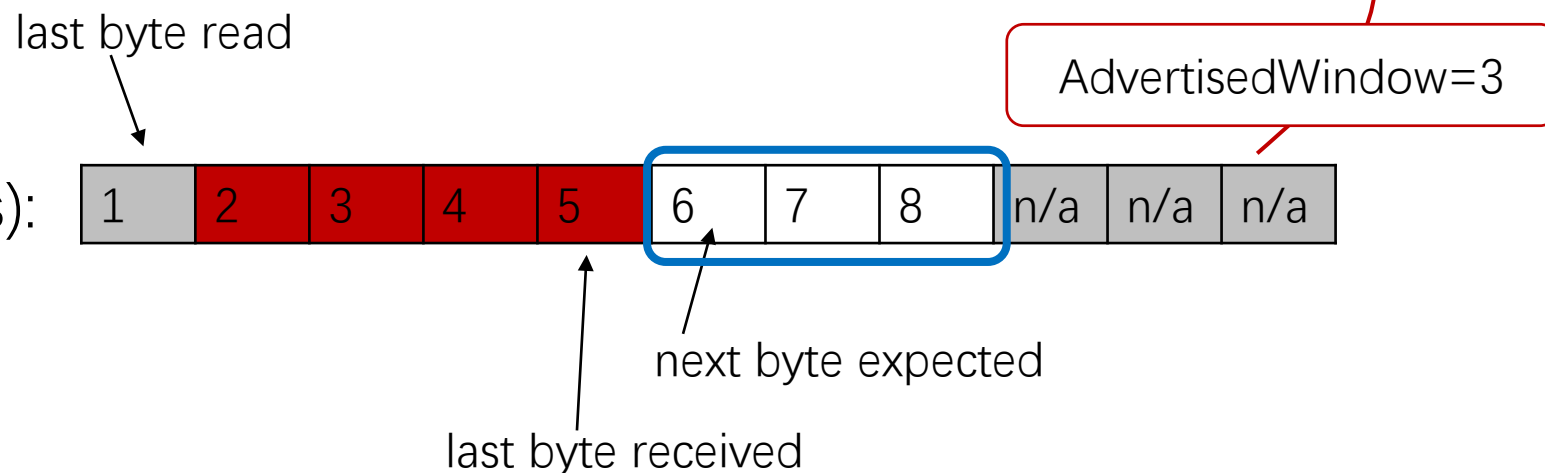 last byte read
AdvertisedWindow=3
s): 1 2 3 4 5 6 7 8 n/a n/a n/a
next byte expected
last byte received